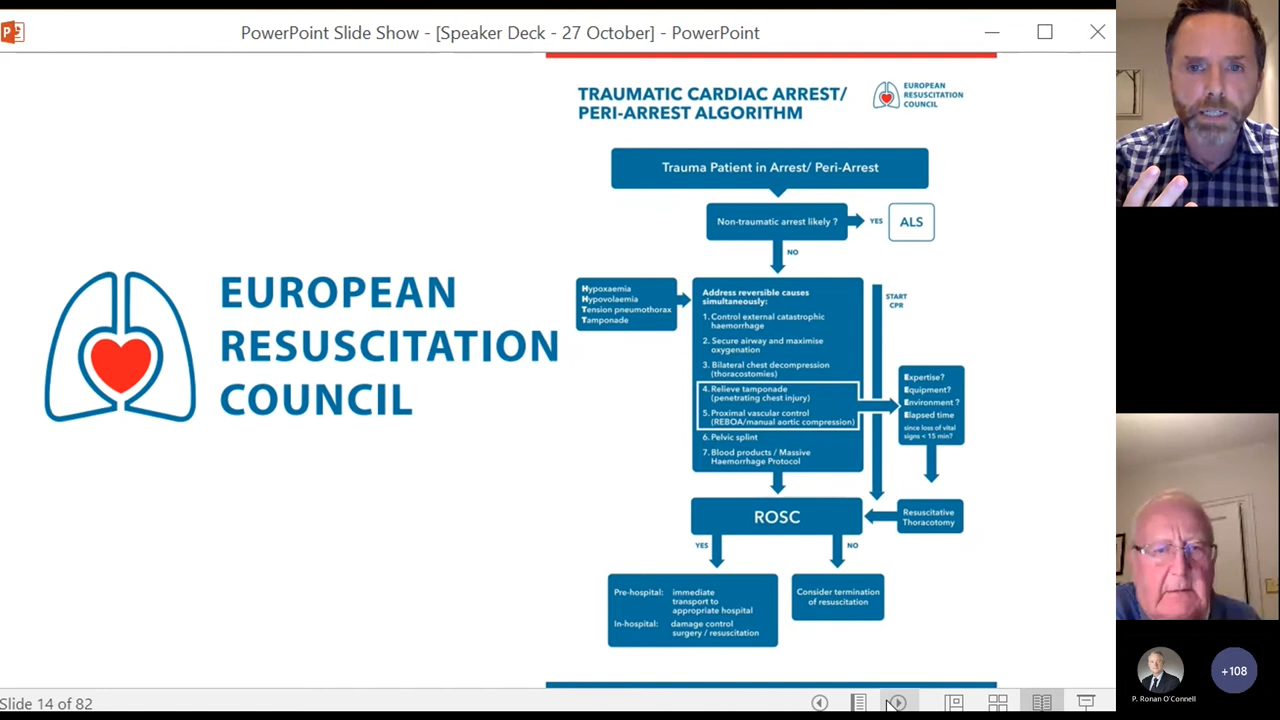 PowerPoint Slide Show - [Speaker Deck - 27 October] - PowerPoint
EUROPEAN
RESUSCITATION
COUNCIL
TRAUMATIC CARDIAC ARREST/
PERI-ARREST ALGORITHM
EUROPEAN
RESUSCITATION
COUNCIL
Trauma Patient in Arrest/ Peri-Arrest
Non-traumatic arrest likely ?
YES
ALS
NO
Hypoxaemia
Hypovolaemia
Tension pneumothorax
Tamponade
Address reversible causes
simultaneously:
1. Control external catastrophic
haemorrhage
2. Secure airway and maximise
oxygenation
3. Bilateral chest decompression
(thoracostomies)
4. Relieve tamponade
(penetrating chest injury)
5. Proximal vascular control
(REBOA/manual aortic compression)
6. Pelvic splint
7. Blood products / Massive
Haemorrhage Protocol
START
CPR
Expertise?
Equipment?
Environment ?
Elapsed time
since loss of vital
signs < 15 min?
Resuscitative
Thoracotomy
ROSC
YES
NO
Pre-hospital: immediate
transport to
appropriate hospital
In-hospital: damage control
surgery / resuscitation
Consider termination
of resuscitation
Slide 14 of 82
P. Ronan O'Connell
+108